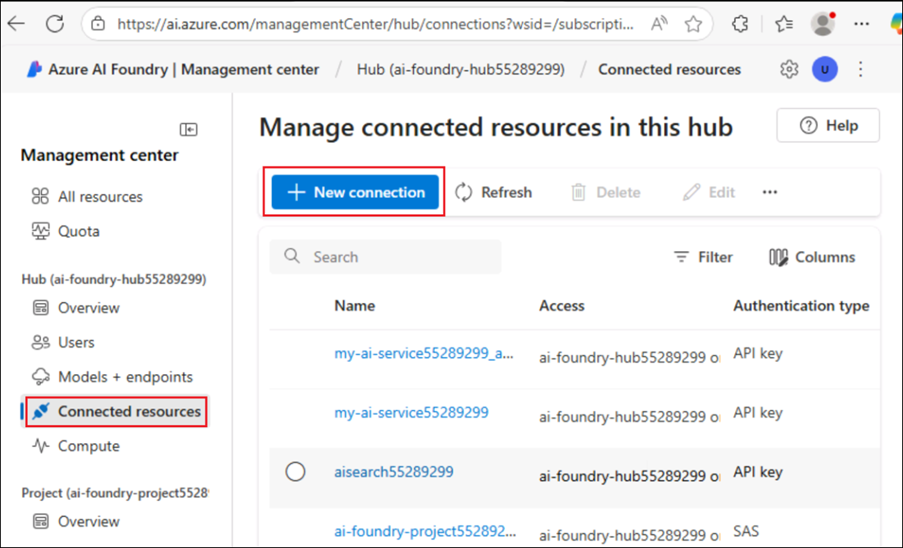 https://ai.azure.com/managementCenter/hub/connections?wsid=/subscripti...
Azure AI Foundry | Management center / Hub (ai-foundry-hub55289299) / Connected resources U
Management center
All resources
Quota
Hub (ai-foundry-hub55289299)
Overview
Users
Models + endpoints
Connected resources
Compute
Project (ai-foundry-project5528
Overview
Manage connected resources in this hub
Help
New connection Refresh Delete Edit ...
Search Filter Columns
Name Access Authentication type
my-ai-service55289299_a... ai-foundry-hub55289299 o API key
my-ai-service55289299 ai-foundry-hub55289299 o API key
aisearch55289299 ai-foundry-hub55289299 o API key
ai-foundry-project552892... ai-foundry-hub55289299 o SAS